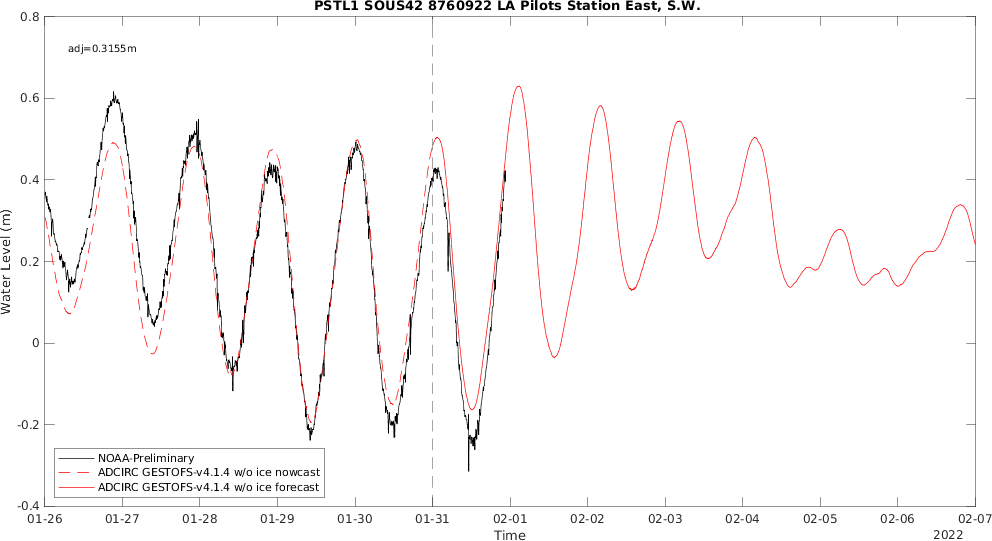 PSTL1 SOUS42 8760922 LA Pilots Station East, S.W.
adj=0.3155m
Water Level (m)
0.8
0.6
0.4
0.2
0
-0.2
-0.4
NOAA-Preliminary
ADCIRC GESTOFS-v4.1.4 w/o ice nowcast
ADCIRC GESTOFS-v4.1.4 w/o ice forecast
01-26 01-27 01-28 01-29 01-30 01-31 02-01 02-02 02-03 02-04 02-05 02-06 02-07
Time
2022